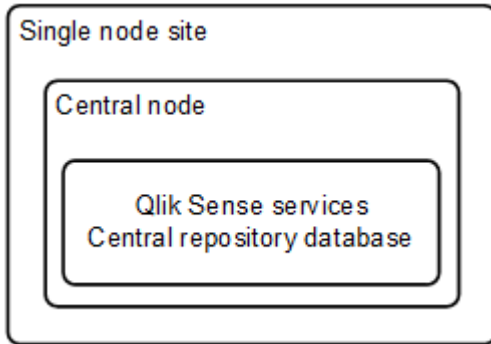 Single node site
Central node
Qlik Sense services
Central repository database